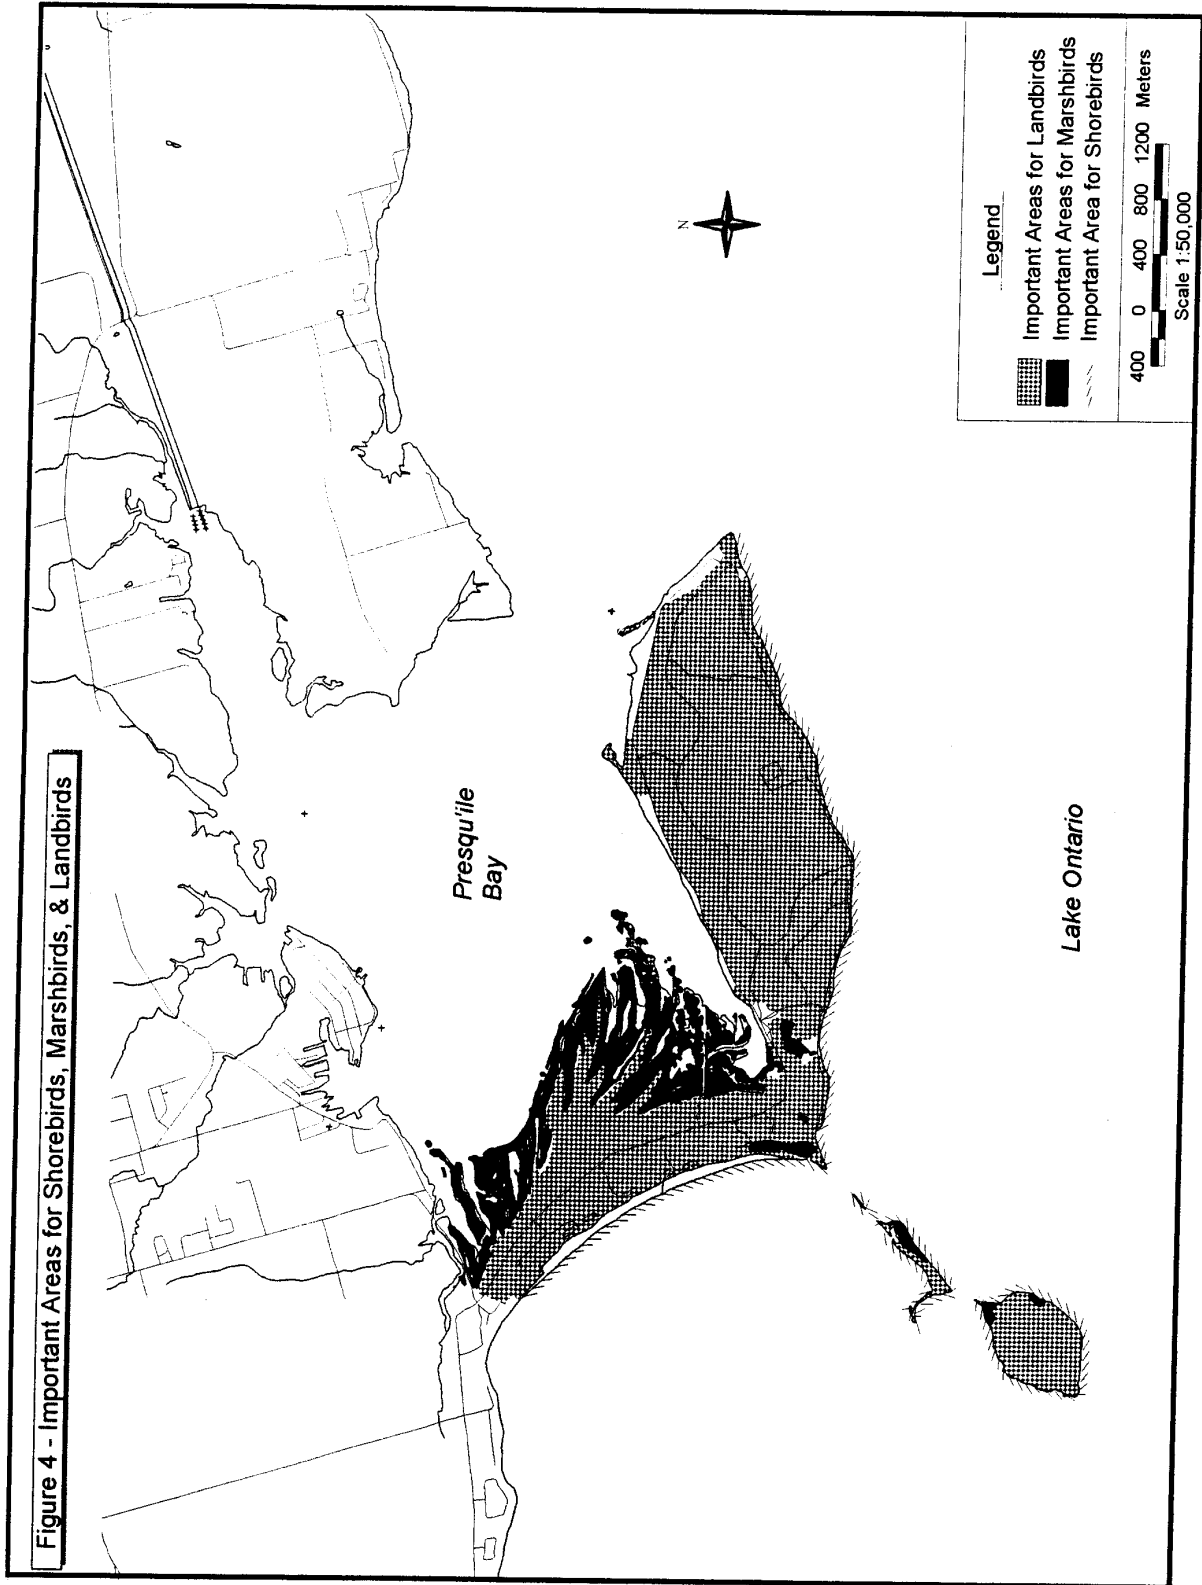 Figure 4 - Important Areas for Shorebirds, Marshbirds, & Landbirds
Presqu'ile
Bay
N
Lake Ontario
Legend
Important Areas for Landbirds
Important Areas for Marshbirds
Important Area for Shorebirds
400 0 400 800 1200 Meters
Scale 1:50,000